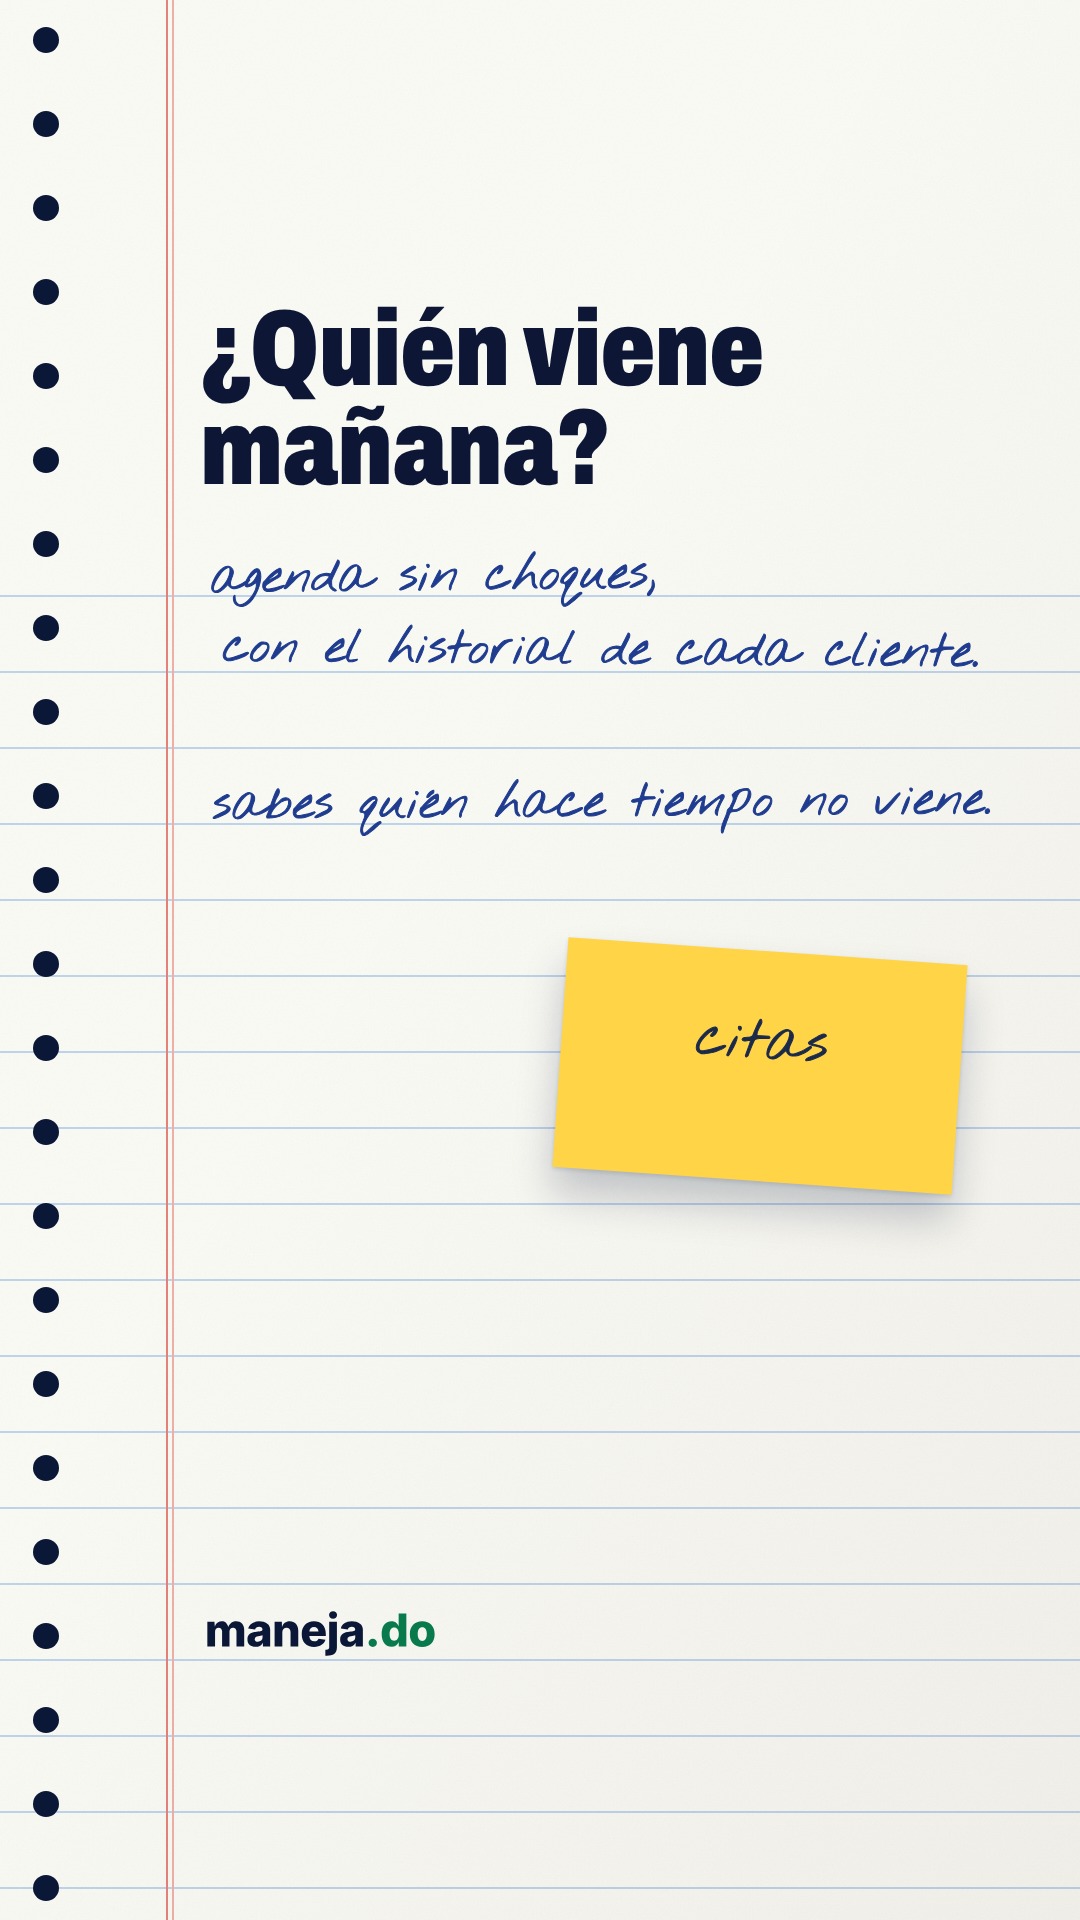 ¿Quién viene
mañana?
agenda sin choques,
con el historial de cada cliente.
sabes quién hace tiempo no viene.
citas
maneja.do